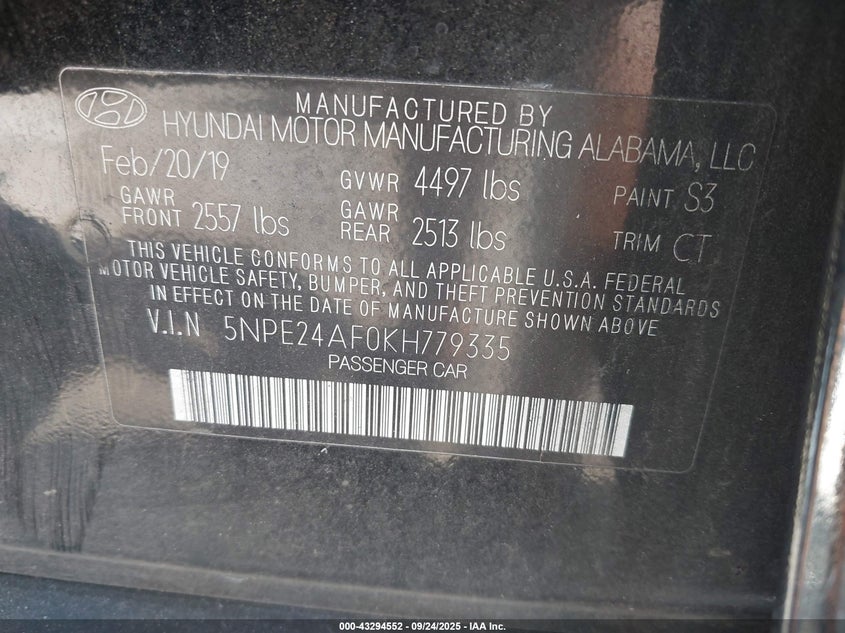 MANUFACTURED BY
HYUNDAI MOTOR MANUFACTURING ALABAMA, LLC
Feb/20/19 GVWR 4497 lbs PAINT S3
GAWR FRONT 2557 lbs GAWR REAR 2513 lbs TRIM CT
THIS VEHICLE CONFORMS TO ALL APPLICABLE U.S.A. FEDERAL
MOTOR VEHICLE SAFETY, BUMPER, AND THEFT PREVENTION STANDARDS
IN EFFECT ON THE DATE OF MANUFACTURE SHOWN ABOVE
V.I.N 5NPE24AF0KH779335
PASSENGER CAR
000-43294552 - 09/24/2025 - IAA Inc.